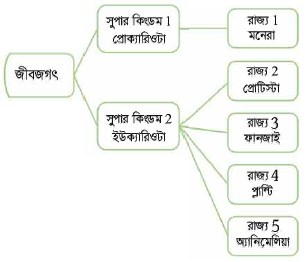 জীবজগৎ
সুপার কিংডম 1
প্রোক্যারিওটা
সুপার কিংডম 2
ইউক্যারিওটা
রাজ্য 1
মনেরা
রাজ্য 2
প্রোটিস্টা
রাজ্য 3
ফানজাই
রাজ্য 4
প্লান্টি
রাজ্য 5
অ্যানিমেলিয়া